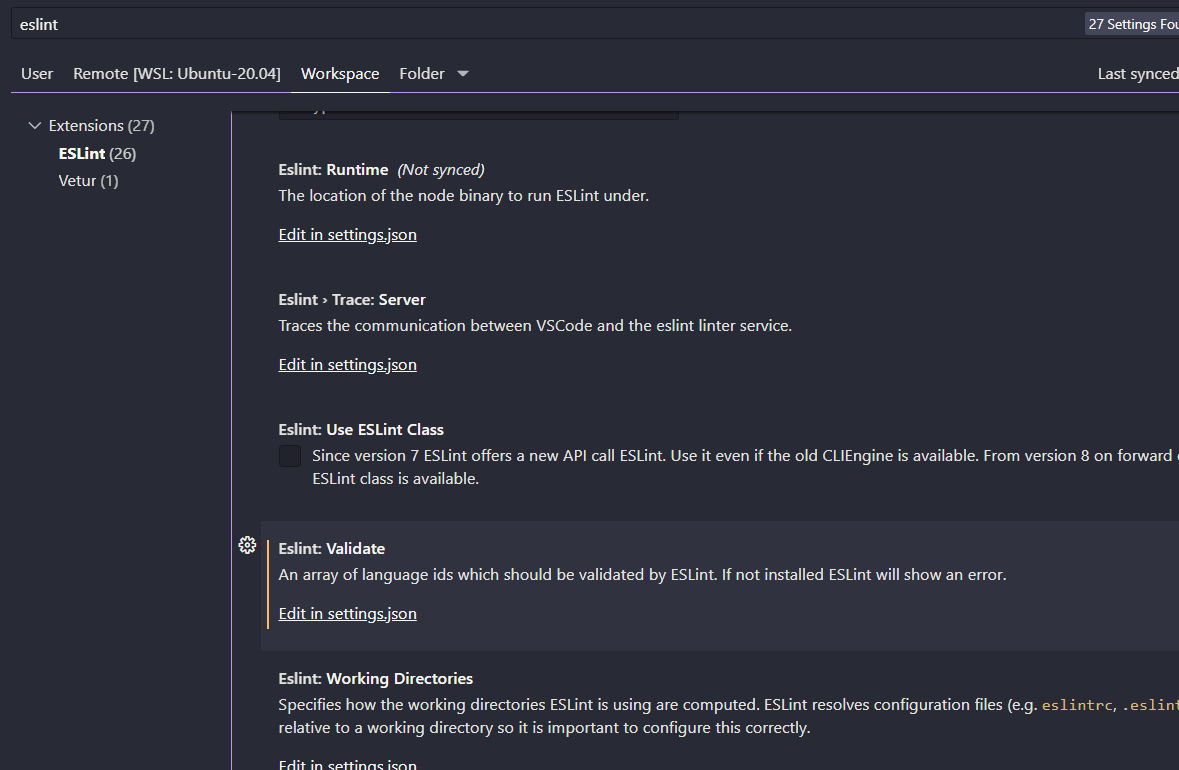 eslint
27 Settings Fou
User Remote [WSL: Ubuntu-20.04] Workspace Folder
Last synced
Extensions (27)
ESLint (26)
Vetur (1)
Eslint: Runtime (Not synced)
The location of the node binary to run ESLint under.
Edit in settings.json
Eslint › Trace: Server
Traces the communication between VSCode and the eslint linter service.
Edit in settings.json
Eslint: Use ESLint Class
Since version 7 ESLint offers a new API call ESLint. Use it even if the old CLIEngine is available. From version 8 on forward
ESLint class is available.
Eslint: Validate
An array of language ids which should be validated by ESLint. If not installed ESLint will show an error.
Edit in settings.json
Eslint: Working Directories
Specifies how the working directories ESLint is using are computed. ESLint resolves configuration files (e.g. eslintrc, .eslint
relative to a working directory so it is important to configure this correctly.
Edit in settings.json